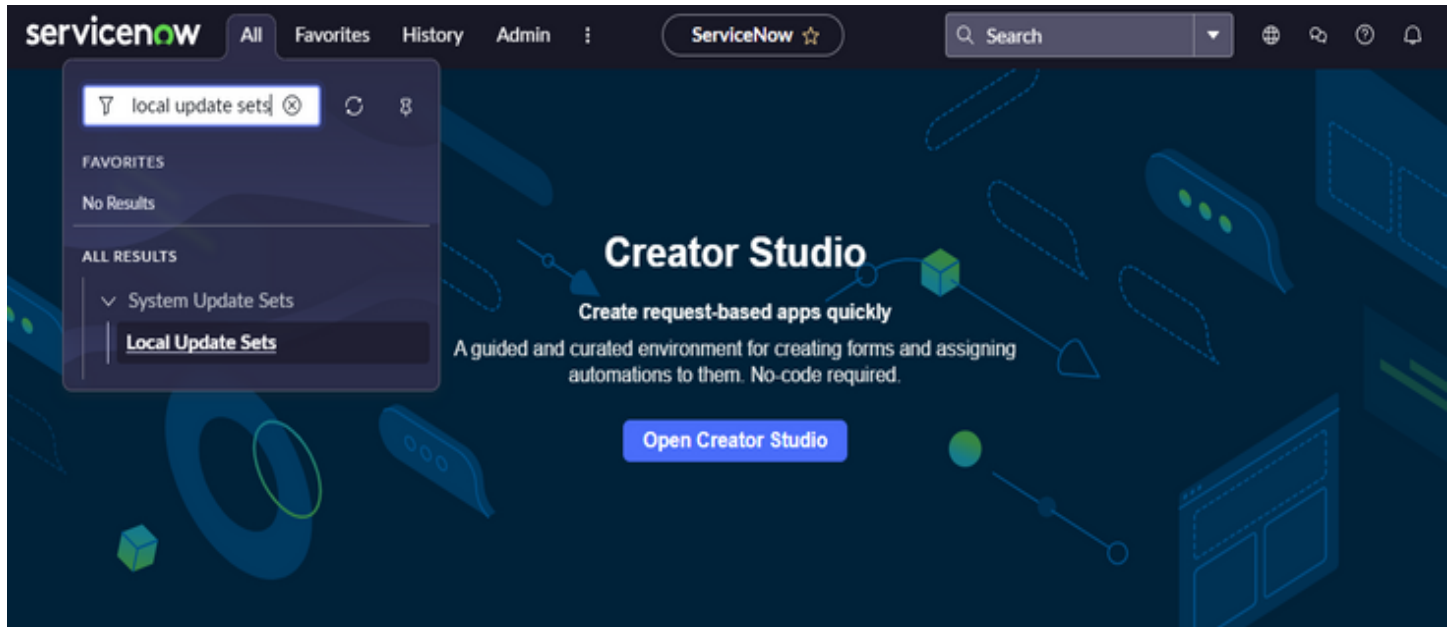 servicenow All Favorites History Admin ServiceNow Search
local update sets
FAVORITES
No Results
ALL RESULTS
System Update Sets
Local Update Sets
Creator Studio
Create request-based apps quickly
A guided and curated environment for creating forms and assigning
automations to them. No-code required.
Open Creator Studio